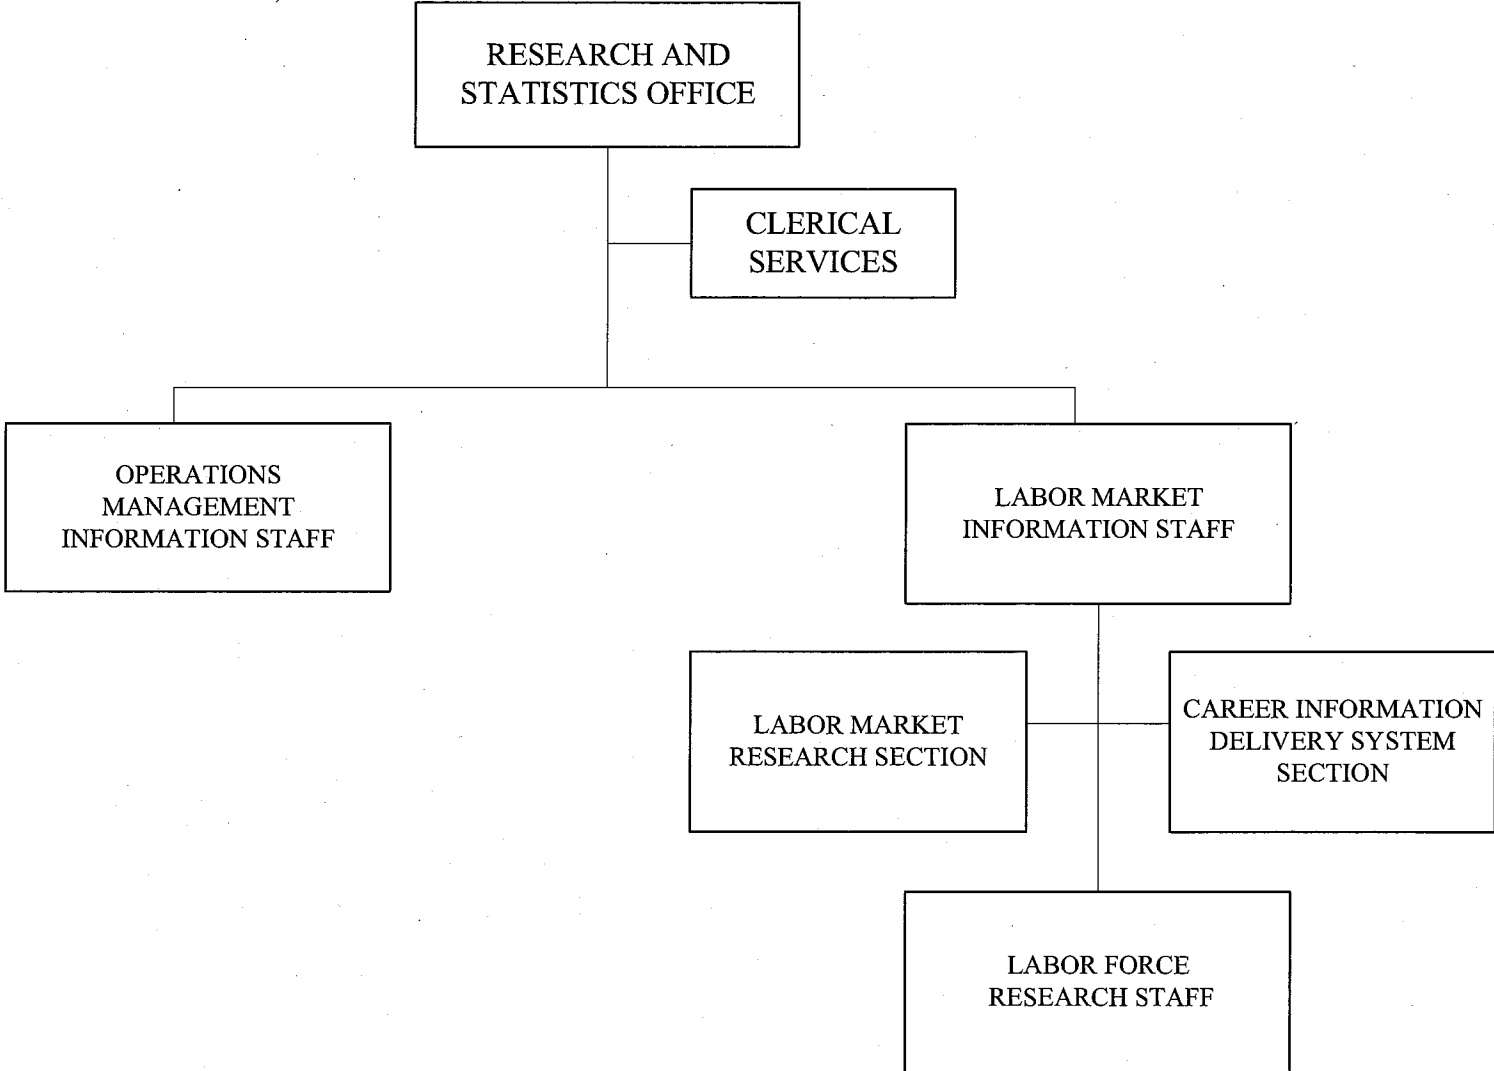 RESEARCH AND
STATISTICS OFFICE
CLERICAL
SERVICES
OPERATIONS
MANAGEMENT
INFORMATION STAFF
LABOR MARKET
INFORMATION STAFF
LABOR MARKET
RESEARCH SECTION
CAREER INFORMATION
DELIVERY SYSTEM
SECTION
LABOR FORCE
RESEARCH STAFF